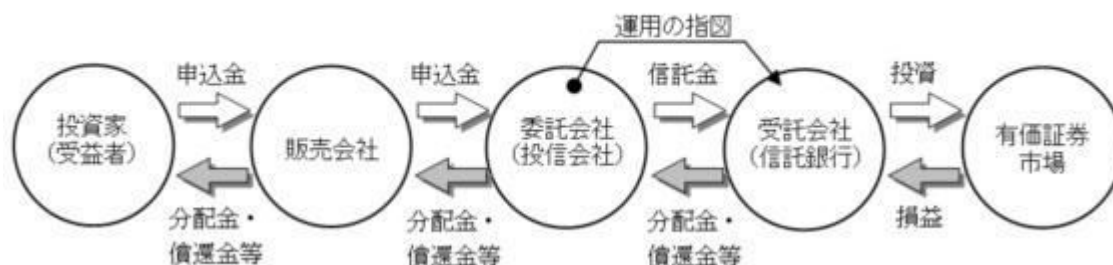 運用の指図
申込金
申込金
信託金
投資
投資家
(受益者)
販売会社
委託会社
(投信会社)
受託会社
(信託銀行)
有価証券
市場
分配金・
償還金等
分配金・
償還金等
分配金・
償還金等
損益